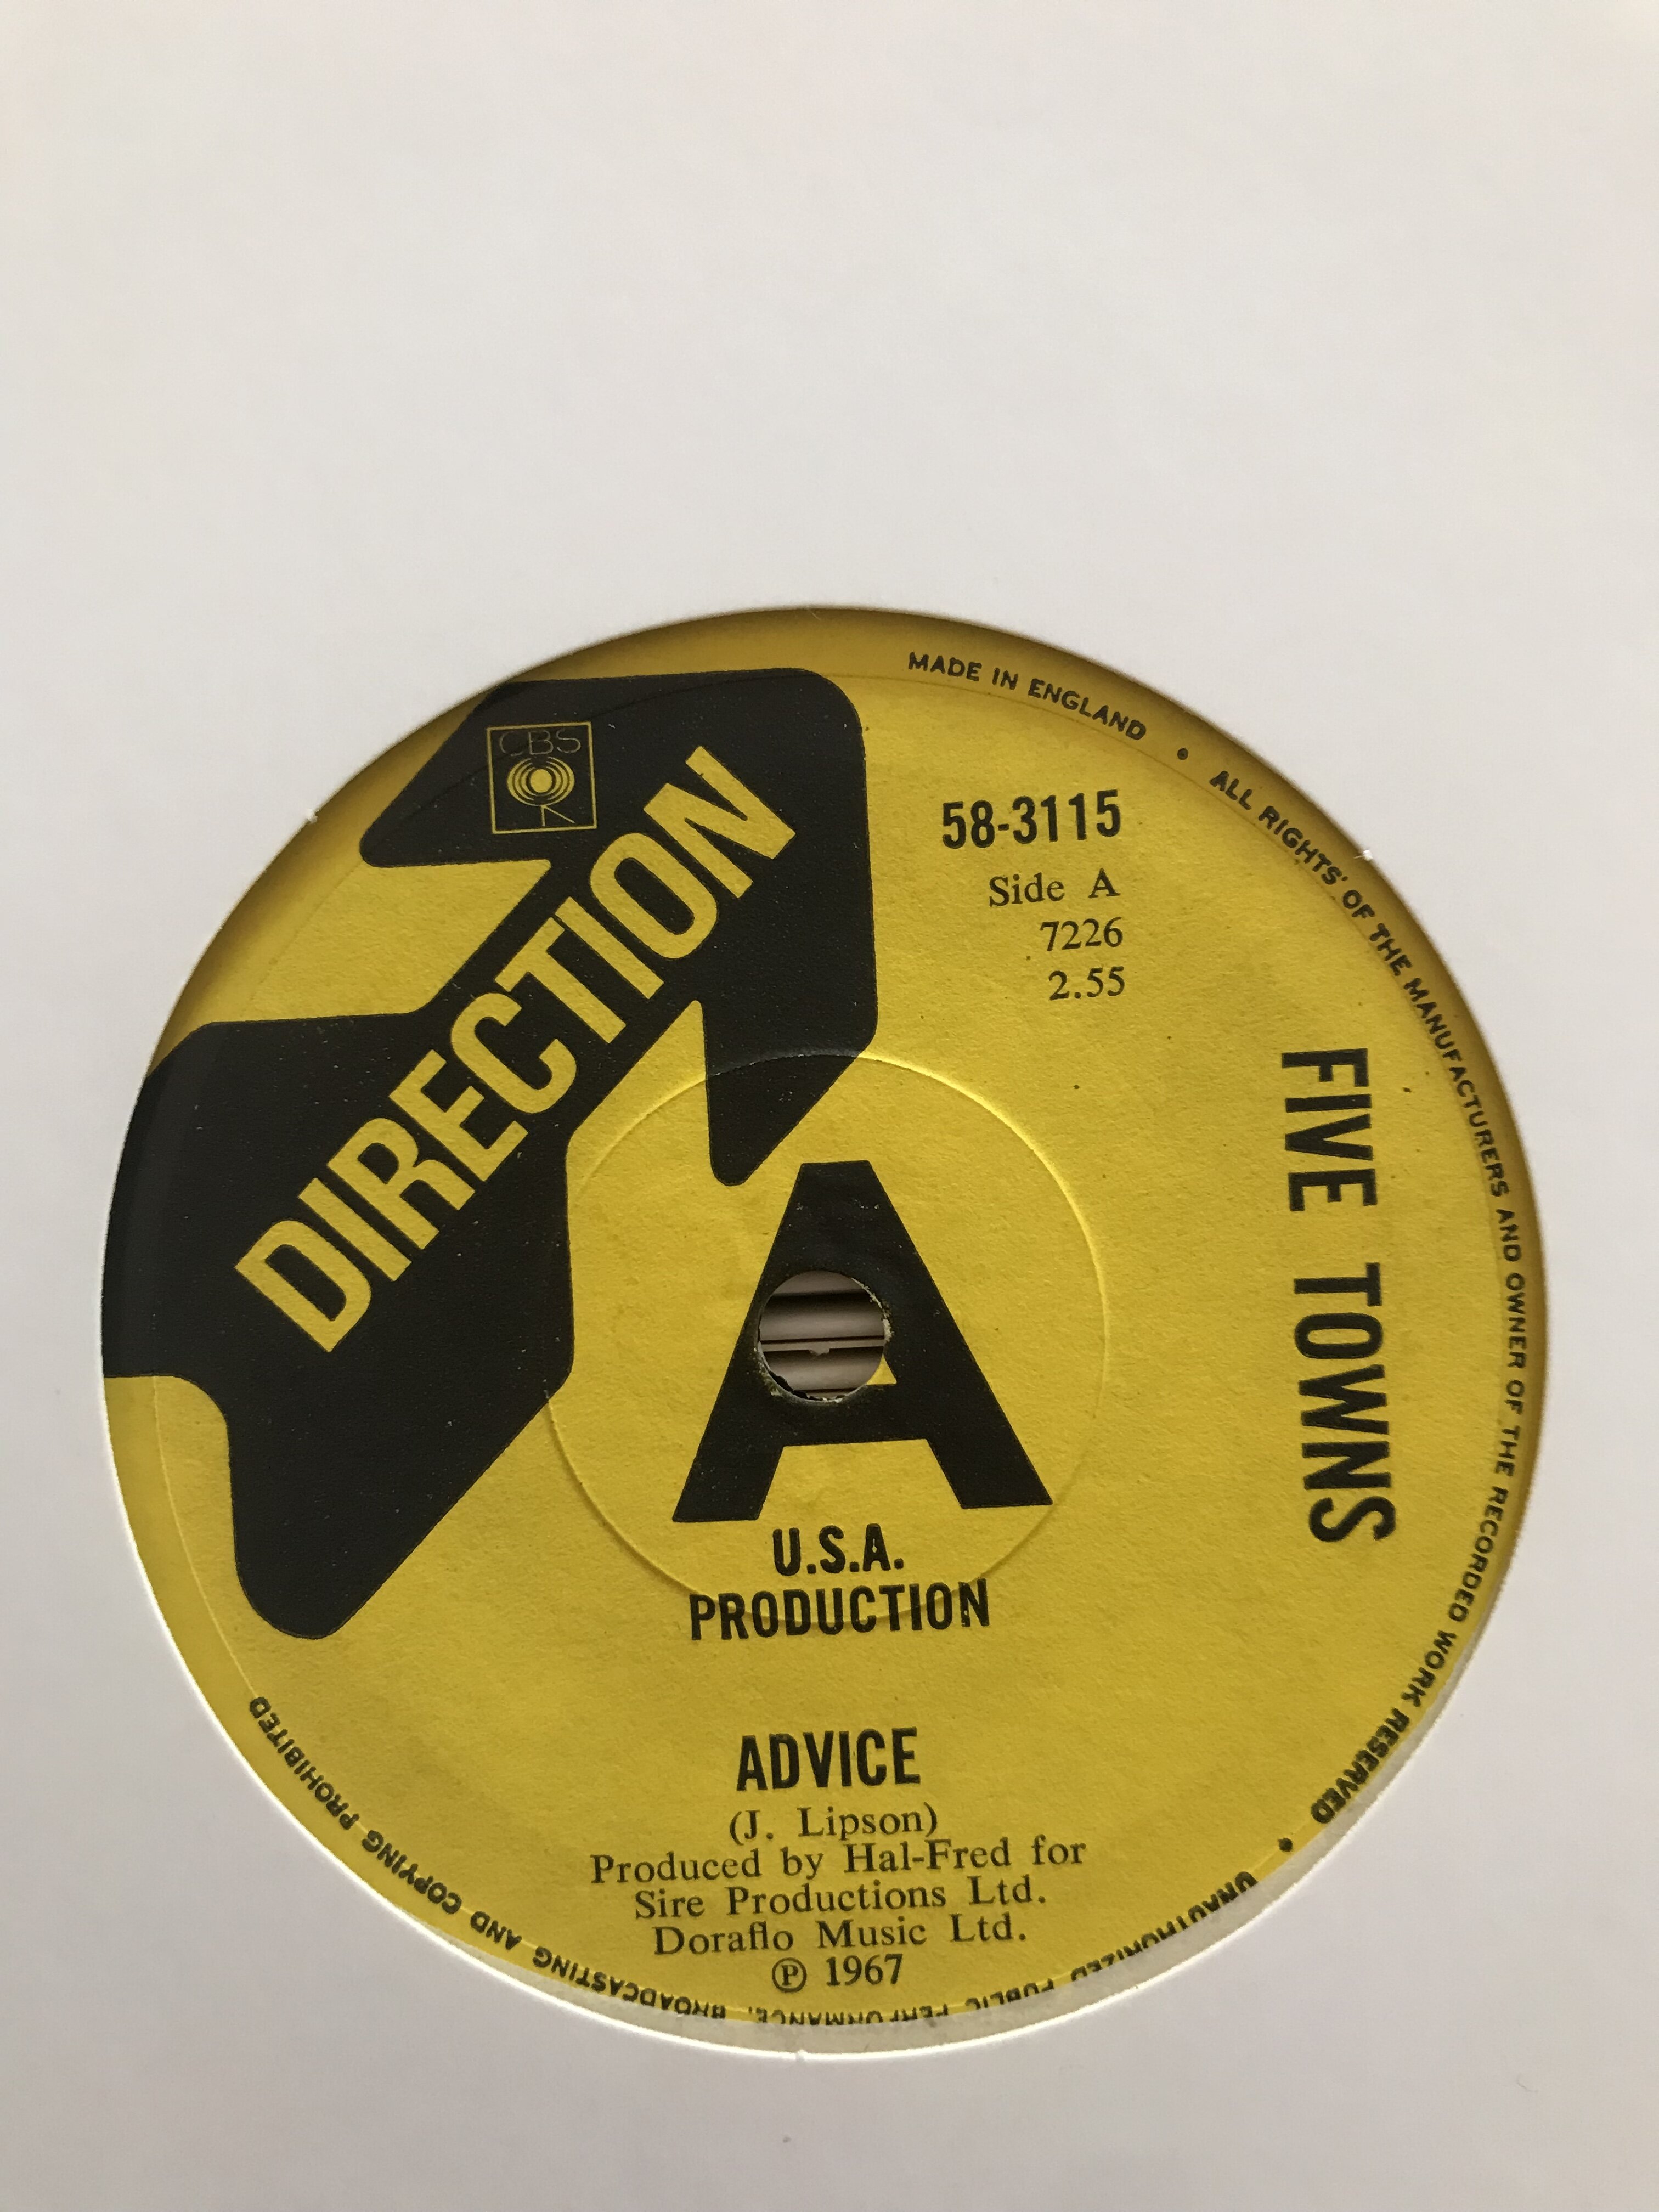 MADE IN ENGLAND • ALL RIGHTS OF THE MANUFACTURERS AND OWNER OF THE RECORDED WORK RESERVED • UNAUTHORIZED PUBLIC PERFORMANCE, BROADCASTING AND COPYING PROHIBITED
CBS
DIRECTION
58-3115
Side A
7226
2.55
FIVE TOWNS
A
U.S.A.
PRODUCTION
ADVICE
(J. Lipson)
Produced by Hal-Fred for
Sire Productions Ltd.
Doraflo Music Ltd.
Ⓟ 1967